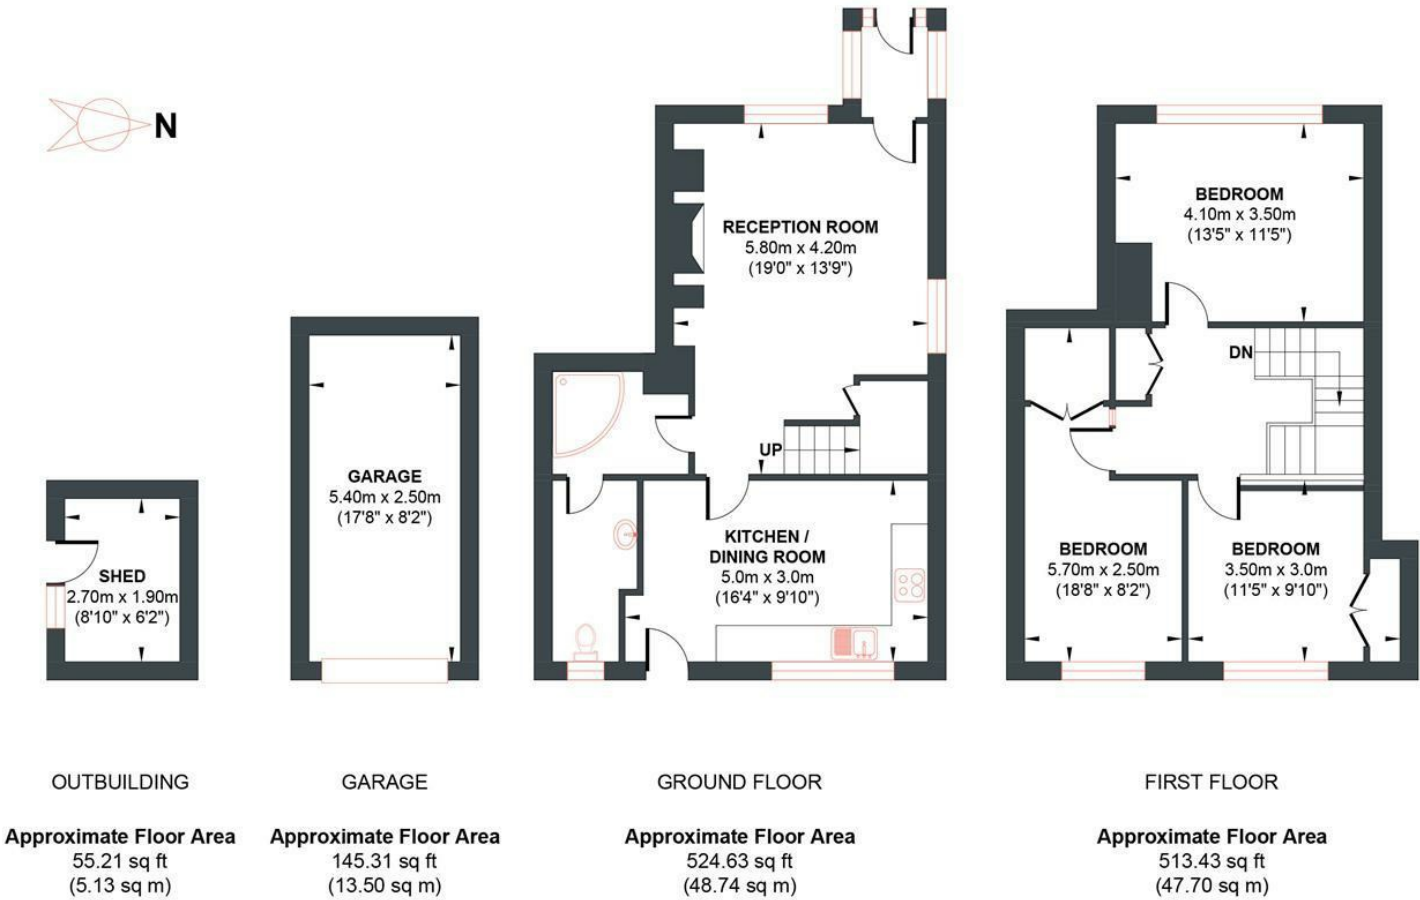 N
RECEPTION ROOM
5.80m x 4.20m
(19'0" x 13'9")
BEDROOM
4.10m x 3.50m
(13'5" x 11'5")
DN
UP
GARAGE
5.40m x 2.50m
(17'8" x 8'2")
SHED
2.70m x 1.90m
(8'10" x 6'2")
KITCHEN /
DINING ROOM
5.0m x 3.0m
(16'4" x 9'10")
BEDROOM
5.70m x 2.50m
(18'8" x 8'2")
BEDROOM
3.50m x 3.0m
(11'5" x 9'10")
OUTBUILDING
Approximate Floor Area
55.21 sq ft
(5.13 sq m)
GARAGE
Approximate Floor Area
145.31 sq ft
(13.50 sq m)
GROUND FLOOR
Approximate Floor Area
524.63 sq ft
(48.74 sq m)
FIRST FLOOR
Approximate Floor Area
513.43 sq ft
(47.70 sq m)